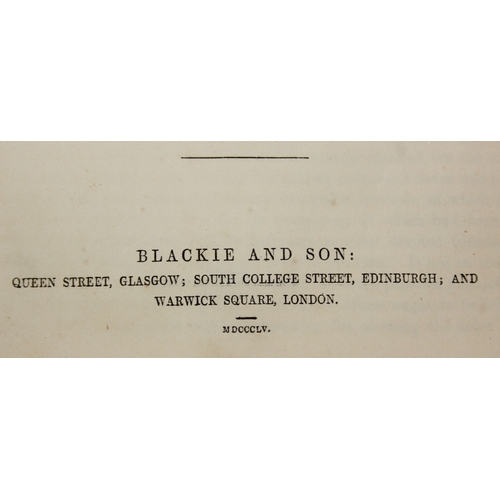 BLACKIE AND SON:
QUEEN STREET, GLASGOW; SOUTH COLLEGE STREET, EDINBURGH; AND
WARWICK SQUARE, LONDON.
MDCCCLV.